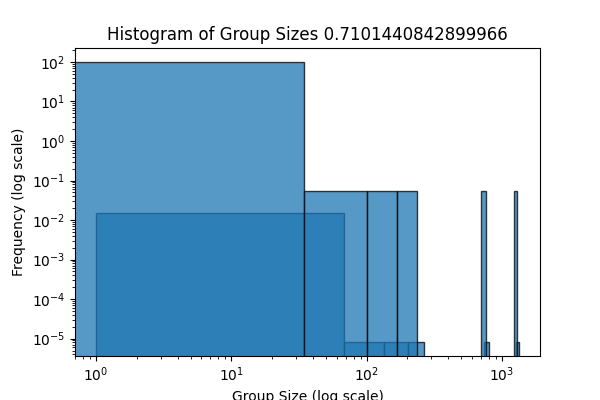 Histogram of Group Sizes 0.7101440842899966
Frequency (log scale)
10²
10¹
10⁰
10⁻¹
10⁻²
10⁻³
10⁻⁴
10⁻⁵
10⁰ 10¹ 10² 10³
Group Size (log scale)